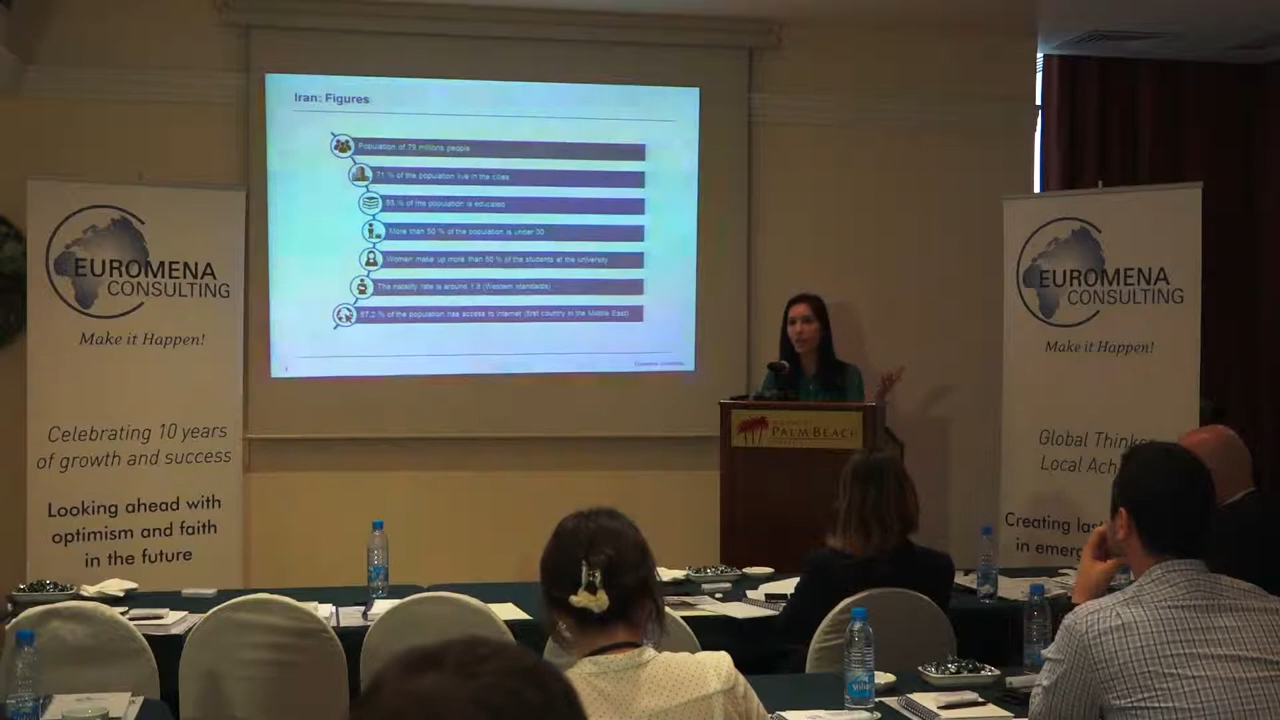 Iran: Figures
Population of 79 millions people
71 % of the population live in the cities
93 % of the population is educated
More than 50 % of the population is under 30
Women make up more than 60 % of the students at the university
The natality rate is around 1.8 (Western standards)
57,2 % of the population has access to Internet (first country in the Middle East)
EUROMENA
CONSULTING
Make it Happen!
Celebrating 10 years
of growth and success
Looking ahead with
optimism and faith
in the future
PALM BEACH
EUROMENA
CONSULTING
Make it Happen!
Global Thinke
Local Ach
Creating las
in emerg